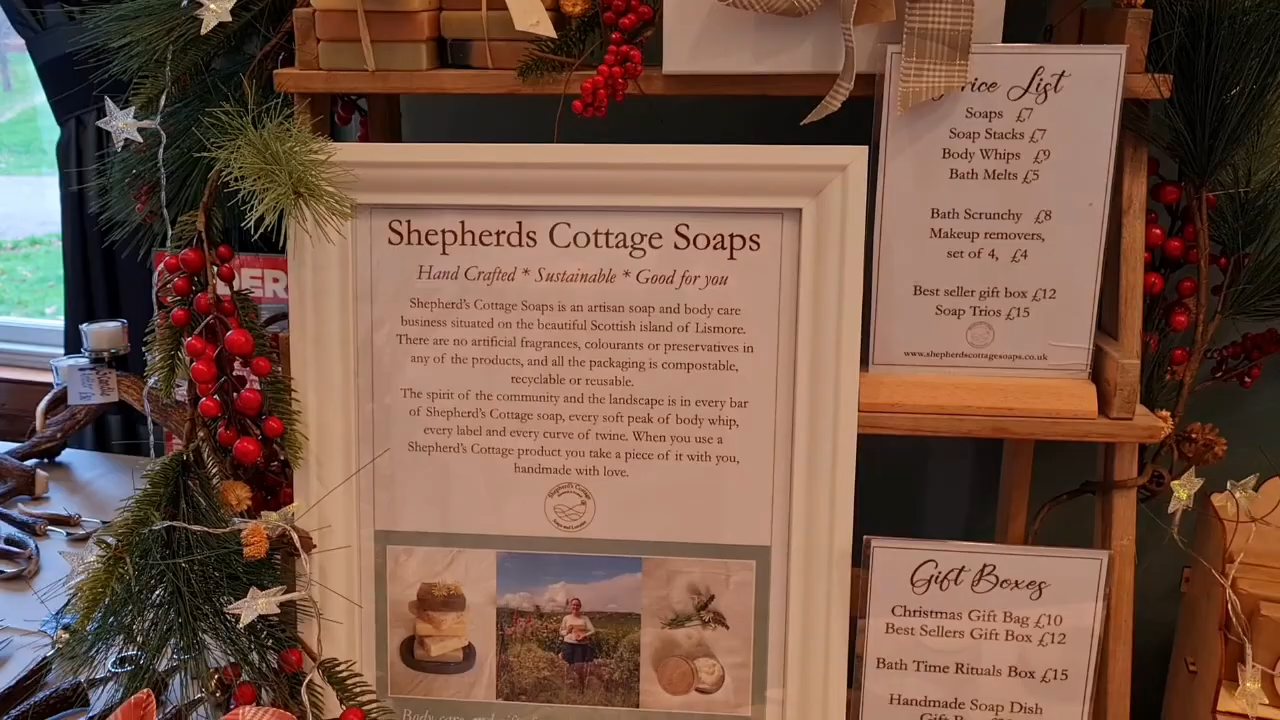 Shepherds Cottage Soaps
Hand Crafted * Sustainable * Good for you
Shepherd's Cottage Soaps is an artisan soap and body care
business situated on the beautiful Scottish island of Lismore.
There are no artificial fragrances, colourants or preservatives in
any of the products, and all the packaging is compostable,
recyclable or reusable.
The spirit of the community and the landscape is in every bar
of Shepherd's Cottage soap, every soft peak of body whip,
every label and every curve of twine. When you use a
Shepherd's Cottage product you take a piece of it with you,
handmade with love.
Shepherd's Cottage
List
Soaps £7
Soap Stacks £7
Body Whips £9
Bath Melts £5
Bath Scrunchy £8
Makeup removers,
set of 4, £4
Best seller gift box £12
Soap Trios £15
www.shepherdscottagesoaps.co.uk
Gift Boxes
Christmas Gift Bag £10
Best Sellers Gift Box £12
Bath Time Rituals Box £15
Handmade Soap Dish